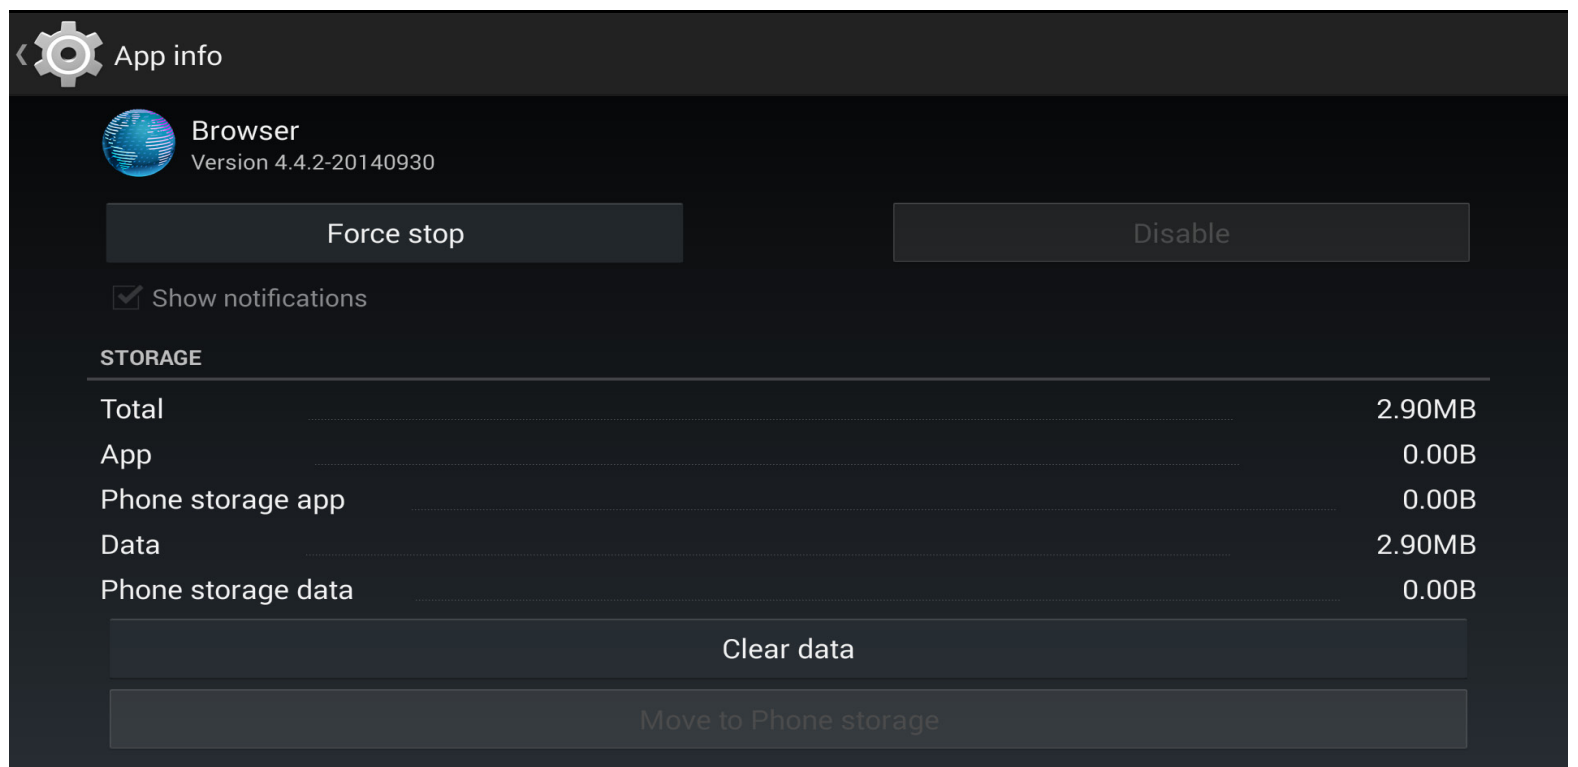 App info
Browser
Version 4.4.2-20140930
Force stop
Disable
Show notifications
STORAGE
Total 2.90MB
App 0.00B
Phone storage app 0.00B
Data 2.90MB
Phone storage data 0.00B
Clear data
Move to Phone storage